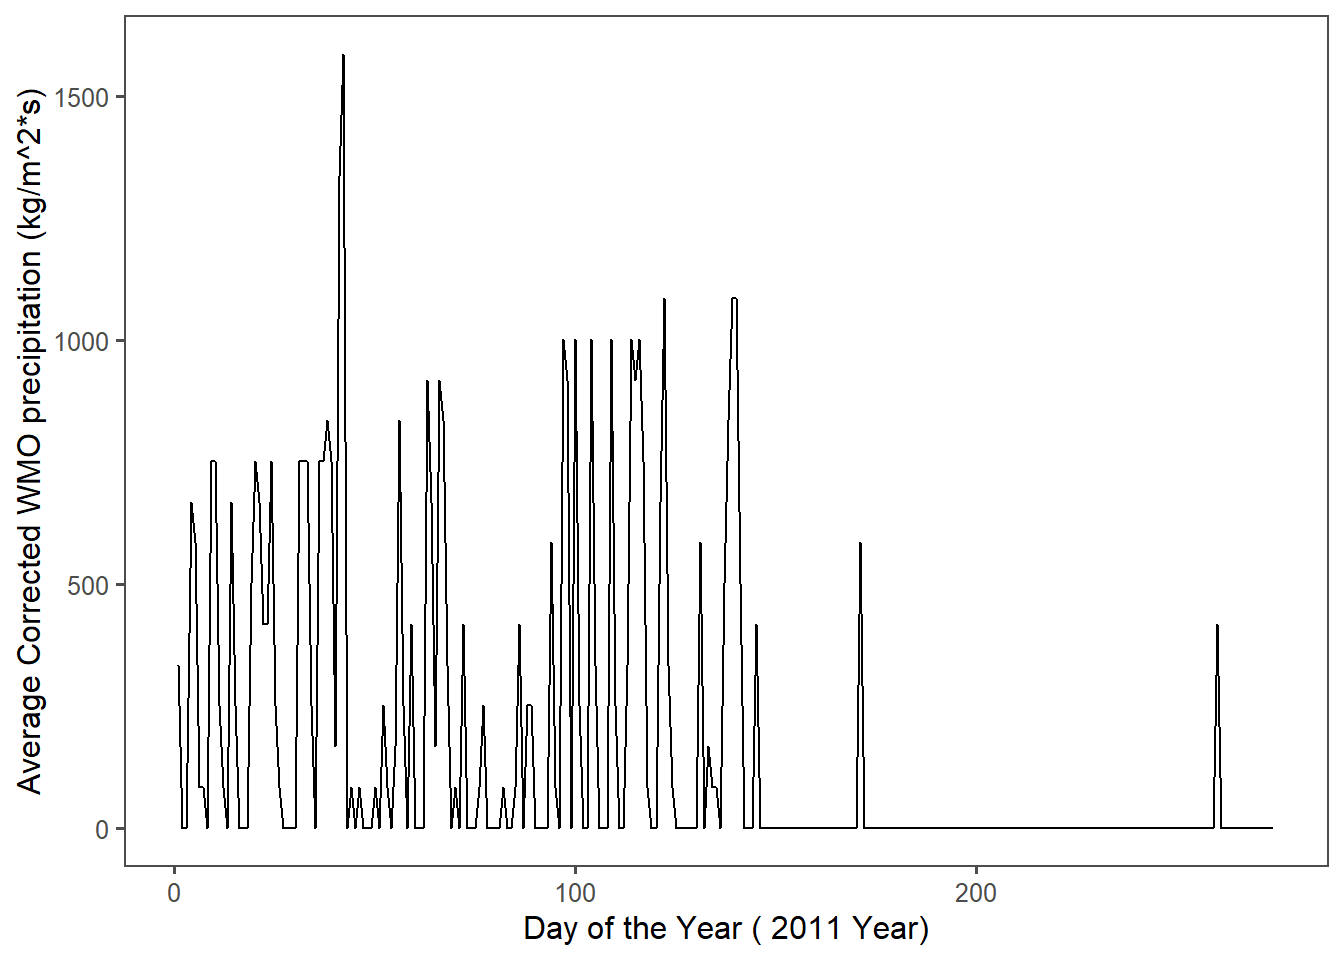 Average Corrected WMO precipitation (kg/m^2*s)
1500
1000
500
0
0 100 200
Day of the Year ( 2011 Year)